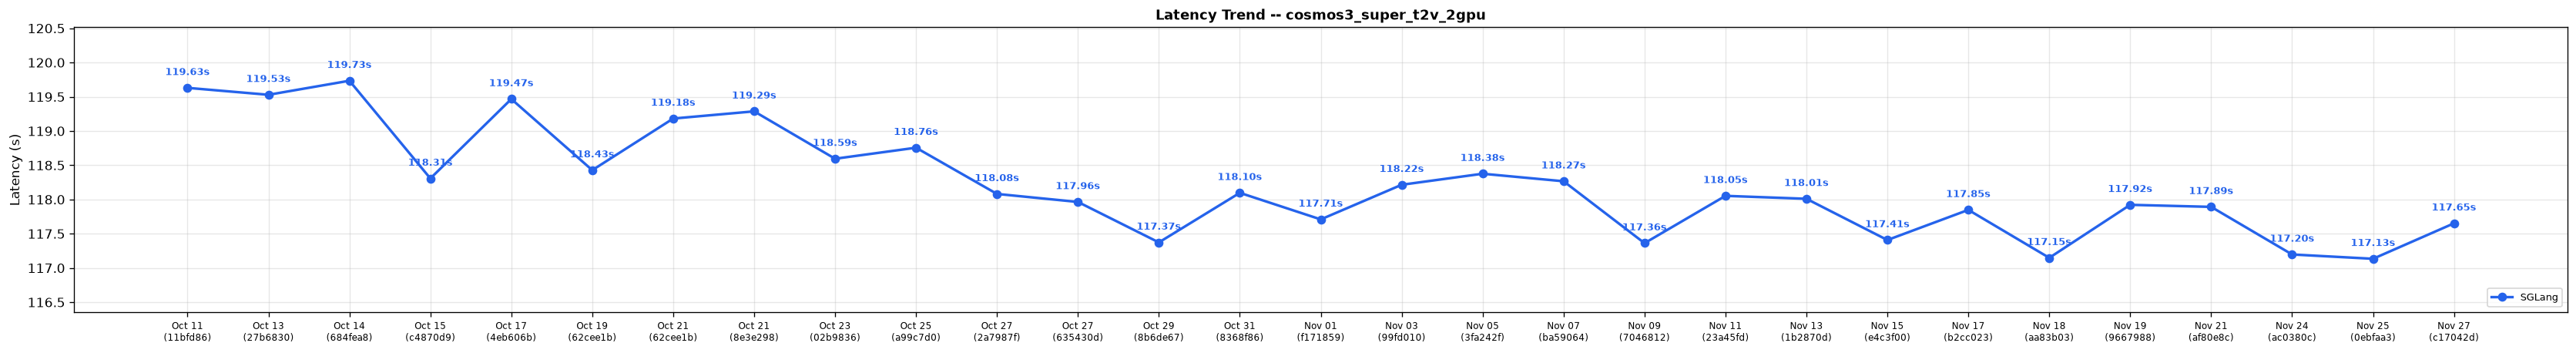 Latency Trend -- cosmos3_super_t2v_2gpu
Latency (s)
120.5
120.0
119.5
119.0
118.5
118.0
117.5
117.0
116.5
119.63s
119.53s
119.73s
118.31s
119.47s
118.43s
119.18s
119.29s
118.59s
118.76s
118.08s
117.96s
117.37s
118.10s
117.71s
118.22s
118.38s
118.27s
117.36s
118.05s
118.01s
117.41s
117.85s
117.15s
117.92s
117.89s
117.20s
117.13s
117.65s
SGLang
Oct 11
(11bfd86)
Oct 13
(27b6830)
Oct 14
(684fea8)
Oct 15
(c4870d9)
Oct 17
(4eb606b)
Oct 19
(62cee1b)
Oct 21
(62cee1b)
Oct 21
(8e3e298)
Oct 23
(02b9836)
Oct 25
(a99c7d0)
Oct 27
(2a7987f)
Oct 27
(635430d)
Oct 29
(8b6de67)
Oct 31
(8368f86)
Nov 01
(f171859)
Nov 03
(99fd010)
Nov 05
(3fa242f)
Nov 07
(ba59064)
Nov 09
(7046812)
Nov 11
(23a45fd)
Nov 13
(1b2870d)
Nov 15
(e4c3f00)
Nov 17
(b2cc023)
Nov 18
(aa83b03)
Nov 19
(9667988)
Nov 21
(af80e8c)
Nov 24
(ac0380c)
Nov 25
(0ebfaa3)
Nov 27
(c17042d)